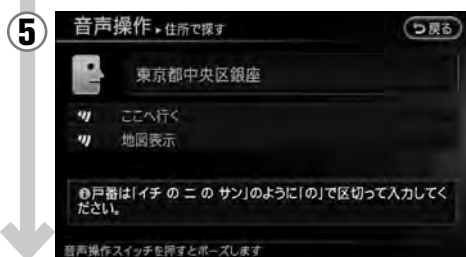 ⑤
音声操作▸住所で探す
戻る
東京都中央区銀座
ここへ行く
地図表示
❶戸番は「イチ の ニ の サン」のように「の」で区切って入力してく
ださい。
音声操作スイッチを押すとポーズします